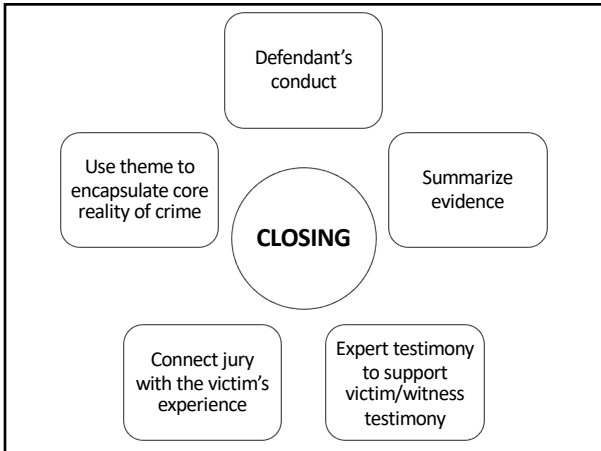 Defendant’s
conduct
Use theme to
encapsulate core
reality of crime
Summarize
evidence
CLOSING
Connect jury
with the victim’s
experience
Expert testimony
to support
victim/witness
testimony